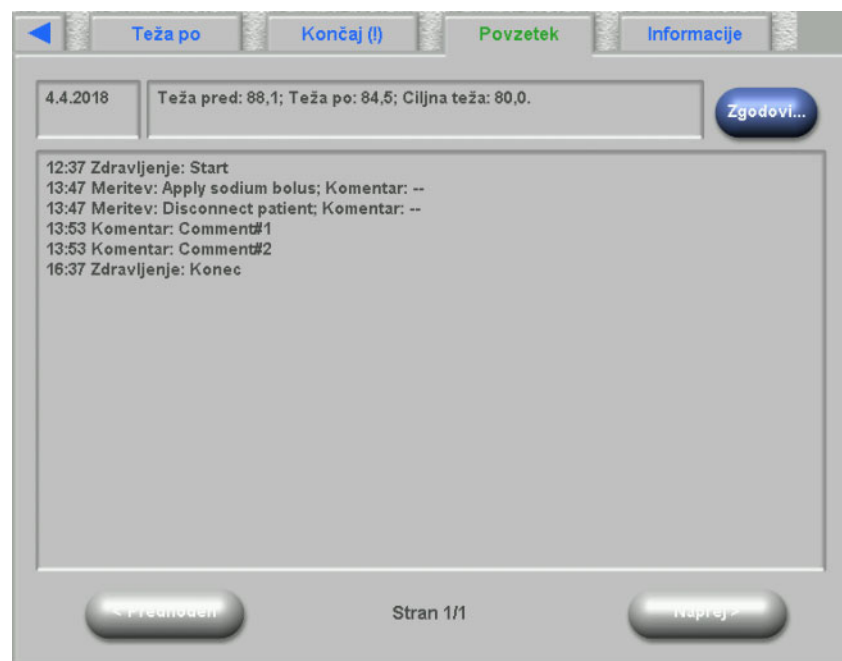 Teža po
Končaj (!)
Povzetek
Informacije
4.4.2018
Teža pred: 88,1; Teža po: 84,5; Ciljna teža: 80,0.
Zgodovi...
12:37 Zdravljenje: Start
13:47 Meritev: Apply sodium bolus; Komentar: --
13:47 Meritev: Disconnect patient; Komentar: --
13:53 Komentar: Comment#1
13:53 Komentar: Comment#2
16:37 Zdravljenje: Konec
< Predhoden
Stran 1/1
Naprej >